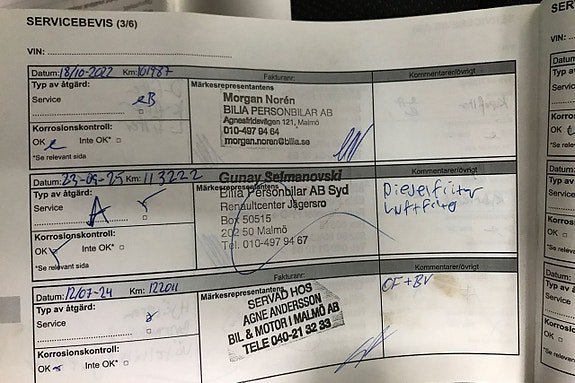 SERVICEBEVIS (3/6)
VIN:
Datum: 18/10-2022 Km: 101987 Fakturanr: Kommentarer/övrigt
Typ av åtgärd: Märkesrepresentantens
Service
Morgan Norén
BILIA PERSONBILAR AB
Agnesfridsvägen 121, Malmö
010-497 94 64
morgan.noren@bilia.se
Korrosionskontroll:
OK Inte OK*
*Se relevant sida
Datum: Km: 113222 Fakturanr: Kommentarer/övrigt
Typ av åtgärd: Märkesrepresentantens
Service A
Gunay Selmanovski
Bilia Personbilar AB Syd
Renaultcenter Jägersro
Box 50515
202 50 Malmö
Tel. 010-497 94 67
Dieselfilter
Luftfilter
Korrosionskontroll:
OK Inte OK*
*Se relevant sida
Datum: 12/07-24 Km: 122011 Fakturanr: Kommentarer/övrigt
Typ av åtgärd: Märkesrepresentantens
Service
SERVAD HOS
AGNE ANDERSSON
BIL & MOTOR I MALMÖ AB
TELE 040-21 32 33
OF + BV
Korrosionskontroll:
OK Inte OK*
*Se relevant sida